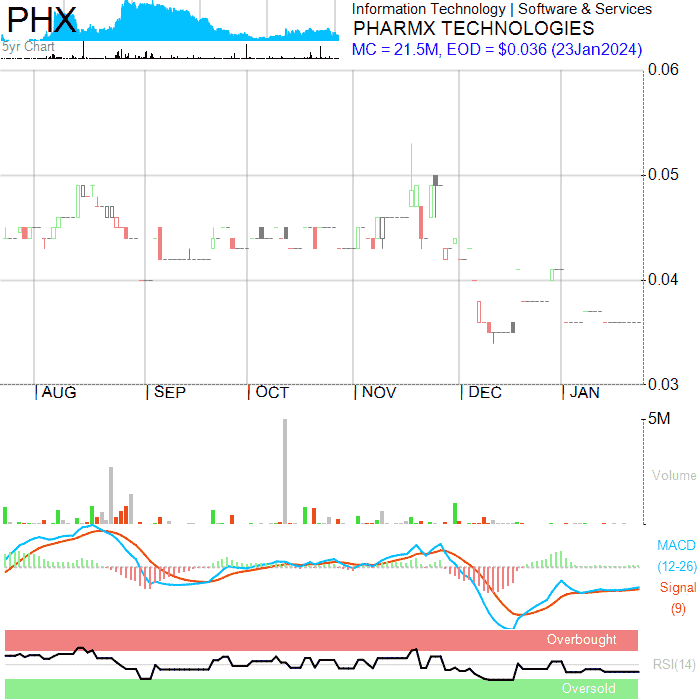 PHX
5yr Chart
Information Technology | Software & Services
PHARMX TECHNOLOGIES
MC = 21.5M, EOD = $0.036 (23Jan2024)
0.06
0.05
0.04
0.03
AUG SEP OCT NOV DEC JAN
5M
Volume
MACD
(12-26)
Signal
(9)
Overbought
RSI(14)
Oversold